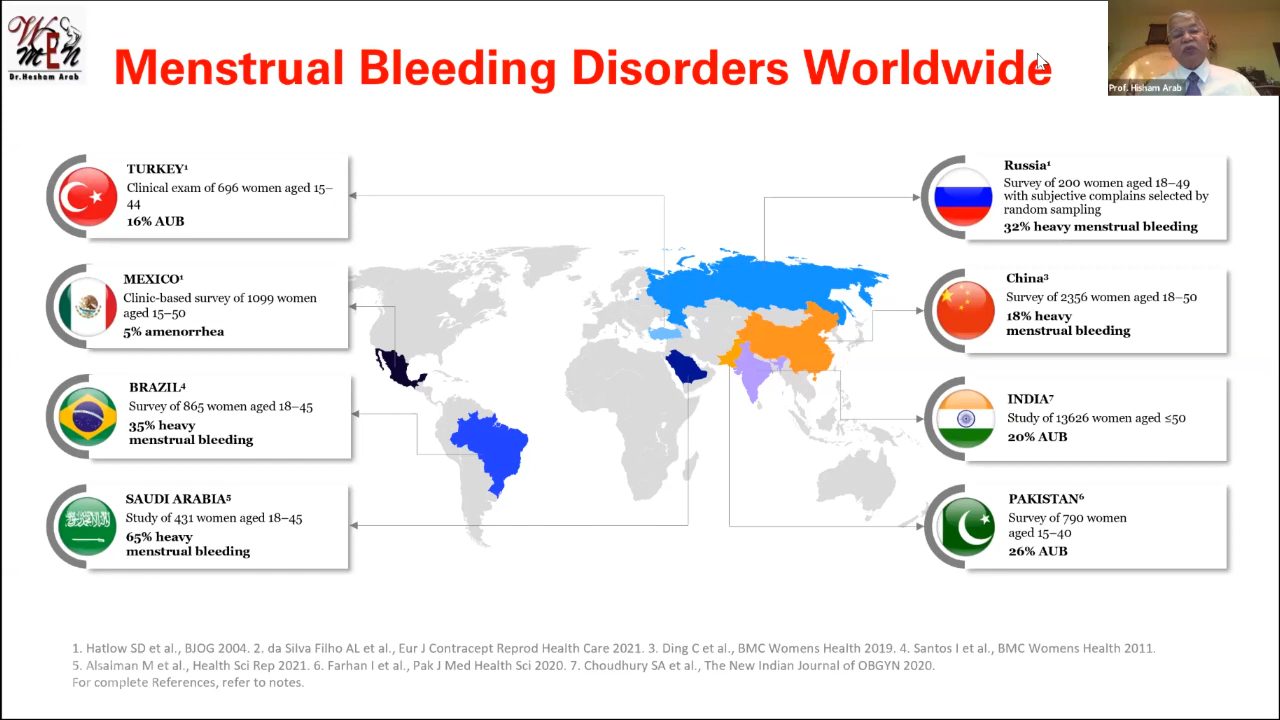 WOMEN
Dr.Hesham Arab
Menstrual Bleeding Disorders Worldwide
Prof. Hisham Arab
TURKEY¹
Clinical exam of 696 women aged 15–
44
16% AUB
MEXICO¹
Clinic-based survey of 1099 women
aged 15–50
5% amenorrhea
BRAZIL⁴
Survey of 865 women aged 18–45
35% heavy
menstrual bleeding
SAUDI ARABIA⁵
Study of 431 women aged 18–45
65% heavy
menstrual bleeding
Russia¹
Survey of 200 women aged 18–49
with subjective complains selected by
random sampling
32% heavy menstrual bleeding
China³
Survey of 2356 women aged 18–50
18% heavy
menstrual bleeding
INDIA⁷
Study of 13626 women aged ≤50
20% AUB
PAKISTAN⁶
Survey of 790 women
aged 15–40
26% AUB
1. Hatlow SD et al., BJOG 2004. 2. da Silva Filho AL et al., Eur J Contracept Reprod Health Care 2021. 3. Ding C et al., BMC Womens Health 2019. 4. Santos I et al., BMC Womens Health 2011.
5. Alsalman M et al., Health Sci Rep 2021. 6. Farhan I et al., Pak J Med Health Sci 2020. 7. Choudhury SA et al., The New Indian Journal of OBGYN 2020.
For complete References, refer to notes.